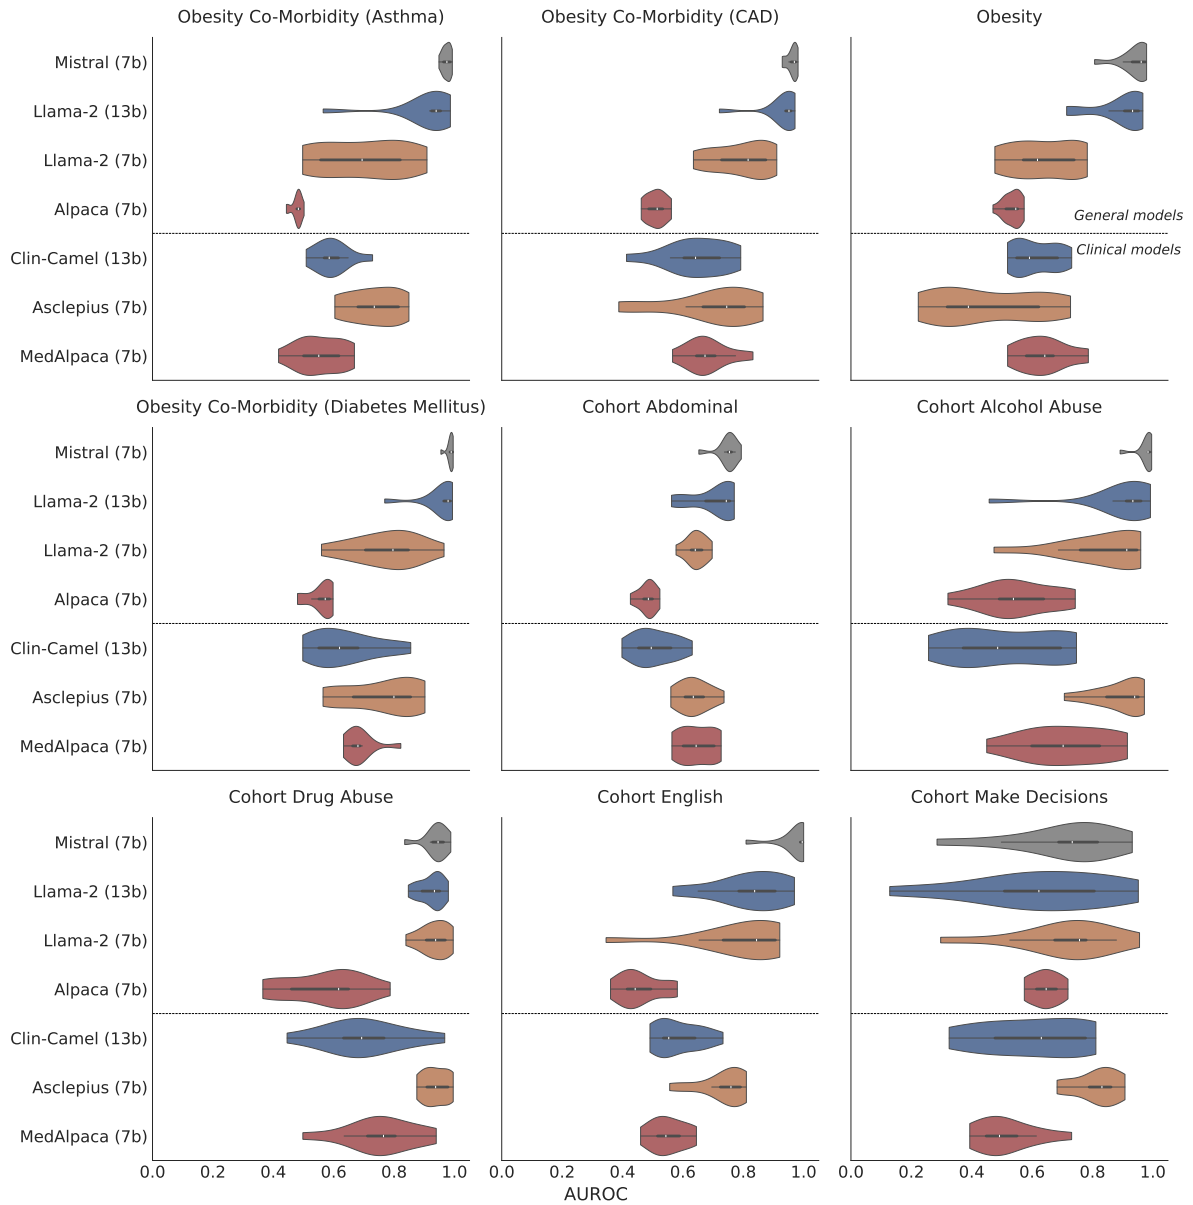 Obesity Co-Morbidity (Asthma)
Obesity Co-Morbidity (CAD)
Obesity
Mistral (7b)
Llama-2 (13b)
Llama-2 (7b)
Alpaca (7b)
General models
Clin-Camel (13b)
Clinical models
Asclepius (7b)
MedAlpaca (7b)
Obesity Co-Morbidity (Diabetes Mellitus)
Cohort Abdominal
Cohort Alcohol Abuse
Mistral (7b)
Llama-2 (13b)
Llama-2 (7b)
Alpaca (7b)
Clin-Camel (13b)
Asclepius (7b)
MedAlpaca (7b)
Cohort Drug Abuse
Cohort English
Cohort Make Decisions
Mistral (7b)
Llama-2 (13b)
Llama-2 (7b)
Alpaca (7b)
Clin-Camel (13b)
Asclepius (7b)
MedAlpaca (7b)
0.0 0.2 0.4 0.6 0.8 1.0 0.0 0.2 0.4 0.6 0.8 1.0 0.0 0.2 0.4 0.6 0.8 1.0
AUROC